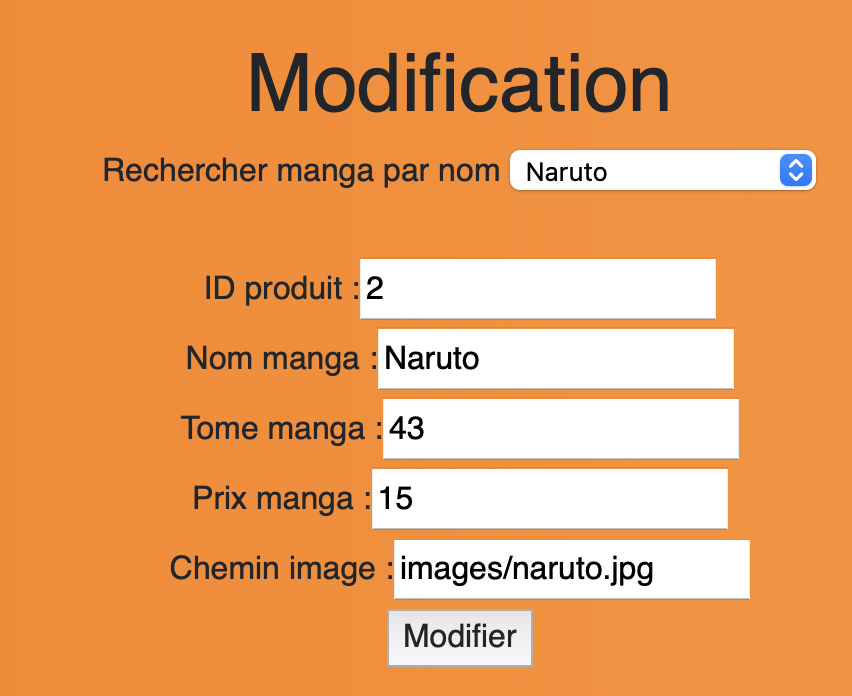 Modification
Rechercher manga par nom Naruto
ID produit : 2
Nom manga : Naruto
Tome manga : 43
Prix manga : 15
Chemin image : images/naruto.jpg
Modifier